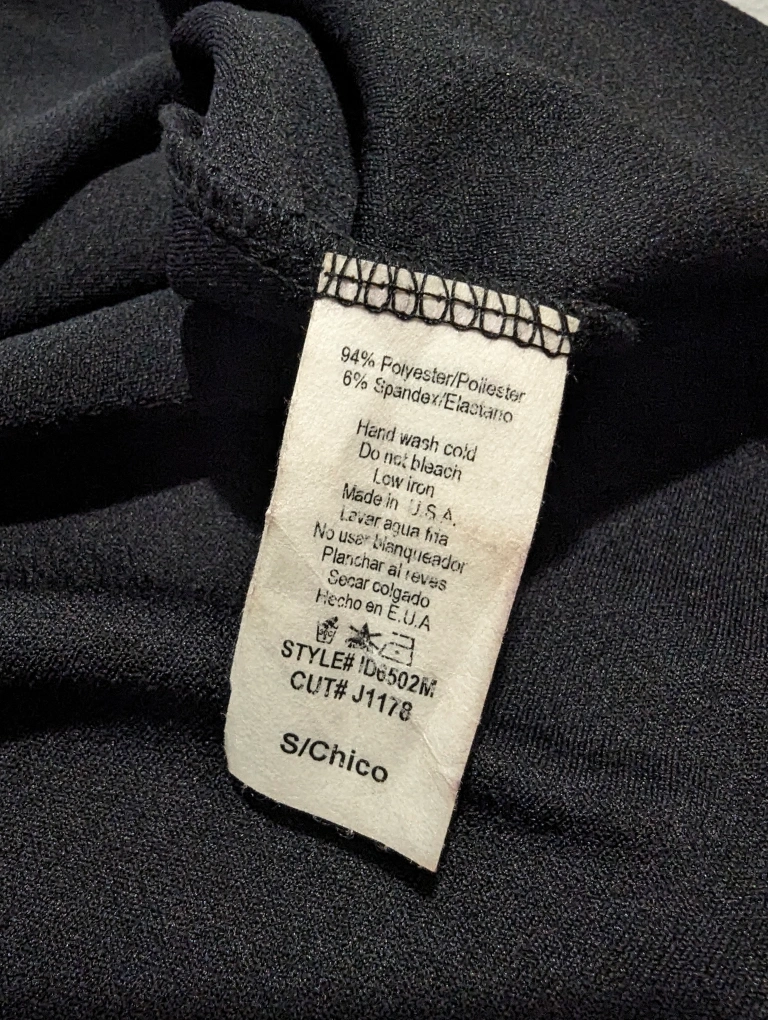 94% Polyester/Poliester
6% Spandex/Elastano
Hand wash cold
Do not bleach
Low iron
Made in U.S.A.
Lavar agua fria
No usar blanqueador
Planchar al reves
Secar colgado
Hecho en E.U.A
STYLE# ID6502M
CUT# J1178
S/Chico